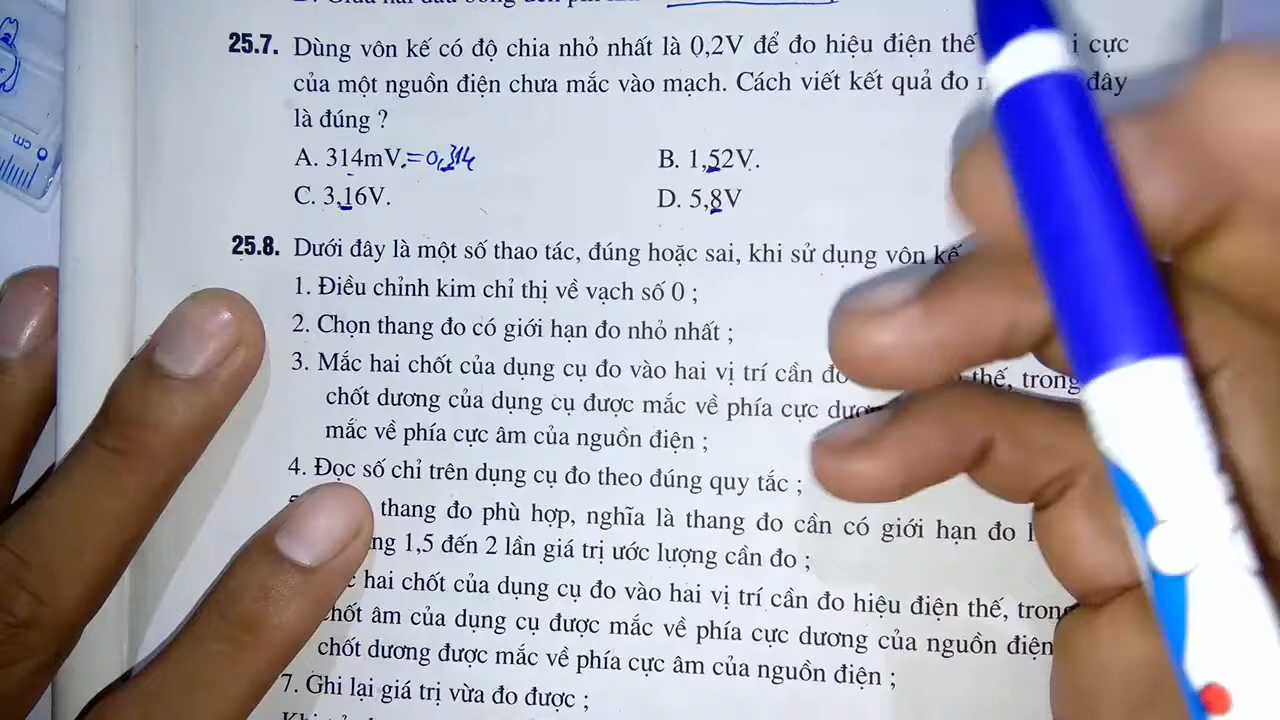 25.7. Dùng vôn kế có độ chia nhỏ nhất là 0,2V để đo hiệu điện thế i cực
của một nguồn điện chưa mắc vào mạch. Cách viết kết quả đo đây
là đúng ?
A. 314mV. =0,314 B. 1,52V.
C. 3,16V. D. 5,8V
25.8. Dưới đây là một số thao tác, đúng hoặc sai, khi sử dụng vôn kế
1. Điều chỉnh kim chỉ thị về vạch số 0 ;
2. Chọn thang đo có giới hạn đo nhỏ nhất ;
3. Mắc hai chốt của dụng cụ đo vào hai vị trí cần đo thế, trong
chốt dương của dụng cụ được mắc về phía cực
mắc về phía cực âm của nguồn điện ;
4. Đọc số chỉ trên dụng cụ đo theo đúng quy tắc ;
thang đo phù hợp, nghĩa là thang đo cần có giới hạn đo
1,5 đến 2 lần giá trị ước lượng cần đo ;
hai chốt của dụng cụ đo vào hai vị trí cần đo hiệu điện thế, trong
chốt âm của dụng cụ được mắc về phía cực dương của nguồn điện
chốt dương được mắc về phía cực âm của nguồn điện ;
7. Ghi lại giá trị vừa đo được ;
cm